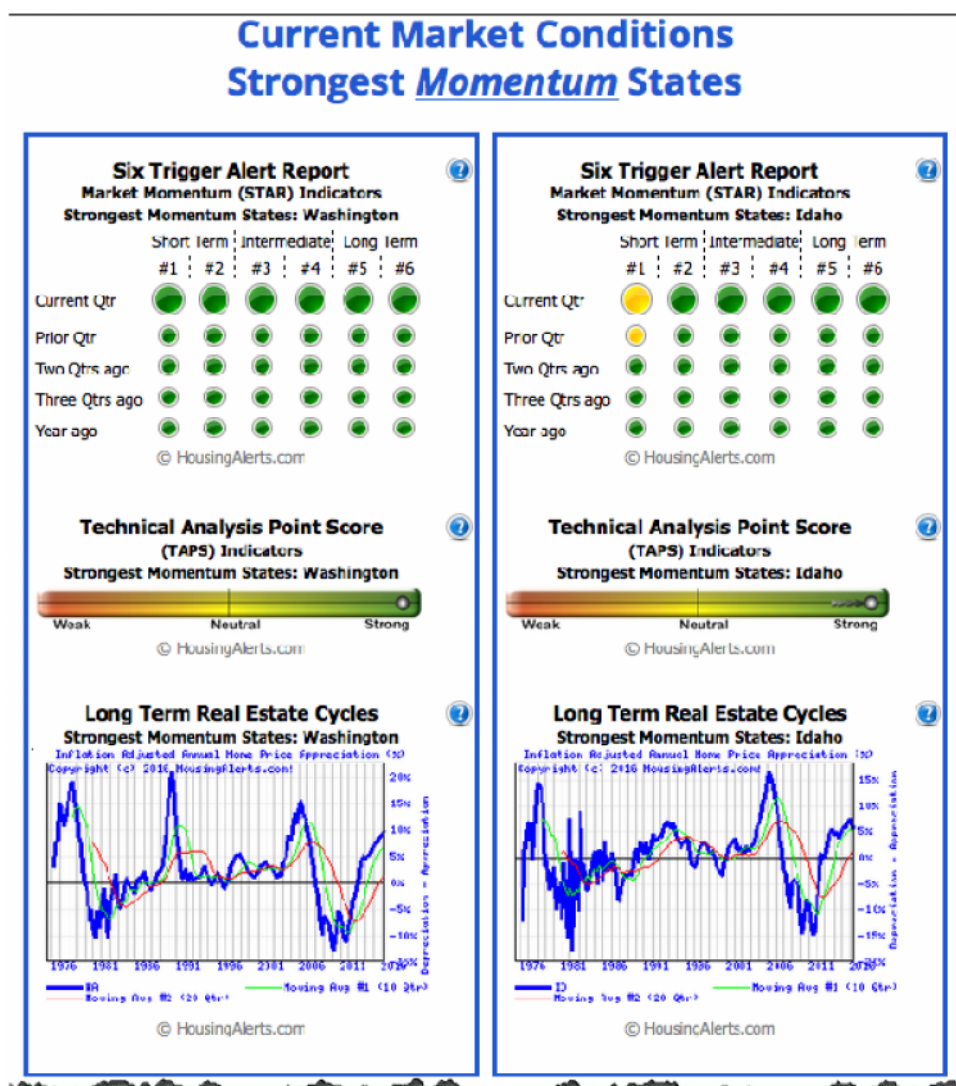 Current Market Conditions
Strongest Momentum States
Six Trigger Alert Report
Market Momentum (STAR) Indicators
Strongest Momentum States: Washington
Short Term Intermediate Long Term
#1 #2 #3 #4 #5 #6
Current Qtr
Prior Qtr
Two Qtrs ago
Three Qtrs ago
Year ago
© HousingAlerts.com
Technical Analysis Point Score
(TAPS) Indicators
Strongest Momentum States: Washington
Weak Neutral Strong
© HousingAlerts.com
Long Term Real Estate Cycles
Strongest Momentum States: Washington
Inflation Adjusted Annual Home Price Appreciation (%)
Copyright (c) 2016 HousingAlerts.com!
20%
15%
10%
5%
0%
-5%
-10%
-15%
Depreciation - Appreciation
1976 1981 1986 1991 1996 2001 2006 2011
WA
Moving Avg #1 (10 Qtr)
Moving Avg #2 (20 Qtr)
© HousingAlerts.com
Six Trigger Alert Report
Market Momentum (STAR) Indicators
Strongest Momentum States: Idaho
Short Term Intermediate Long Term
#1 #2 #3 #4 #5 #6
Current Qtr
Prior Qtr
Two Qtrs ago
Three Qtrs ago
Year ago
© HousingAlerts.com
Technical Analysis Point Score
(TAPS) Indicators
Strongest Momentum States: Idaho
Weak Neutral Strong
© HousingAlerts.com
Long Term Real Estate Cycles
Strongest Momentum States: Idaho
Inflation Adjusted Annual Home Price Appreciation (%)
Copyright (c) 2016 HousingAlerts.com!
15%
10%
5%
0%
-5%
-10%
-15%
Depreciation - Appreciation
1976 1981 1986 1991 1996 2001 2006 2011
ID
Moving Avg #1 (10 Qtr)
Moving Avg #2 (20 Qtr)
© HousingAlerts.com